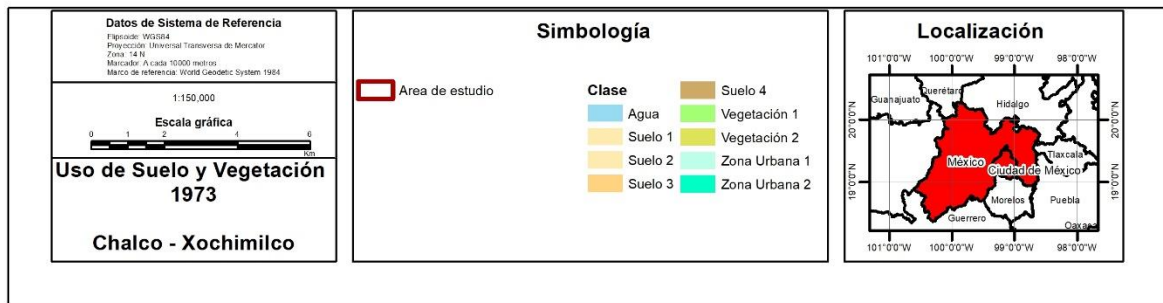 Datos de Sistema de Referencia
Elipsoide: WGS84
Proyección: Universal Transversa de Mercator
Zona: 14 N
Marcador: A cada 10000 metros
Marco de referencia: World Geodetic System 1984
1:150,000
Escala gráfica
0 1 2 4 6
Km
Uso de Suelo y Vegetación
1973
Chalco - Xochimilco
Simbología
Area de estudio
Clase
Agua
Suelo 1
Suelo 2
Suelo 3
Suelo 4
Vegetación 1
Vegetación 2
Zona Urbana 1
Zona Urbana 2
Localización
101°0'0"W 100°0'0"W 99°0'0"W 98°0'0"W
20°0'0"N
19°0'0"N
Guanajuato
Querétaro
Hidalgo
Tlaxcala
México
Ciudad de México
Morelos
Puebla
Guerrero
Oaxaca
20°0'0"N
19°0'0"N
101°0'0"W 100°0'0"W 99°0'0"W 98°0'0"W